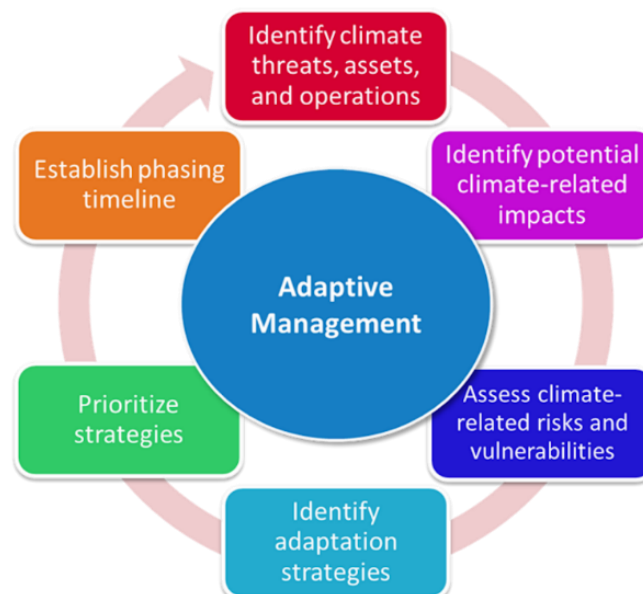 Identify climate
threats, assets,
and operations
Identify potential
climate-related
impacts
Assess climate-
related risks and
vulnerabilities
Identify
adaptation
strategies
Prioritize
strategies
Establish phasing
timeline
Adaptive
Management